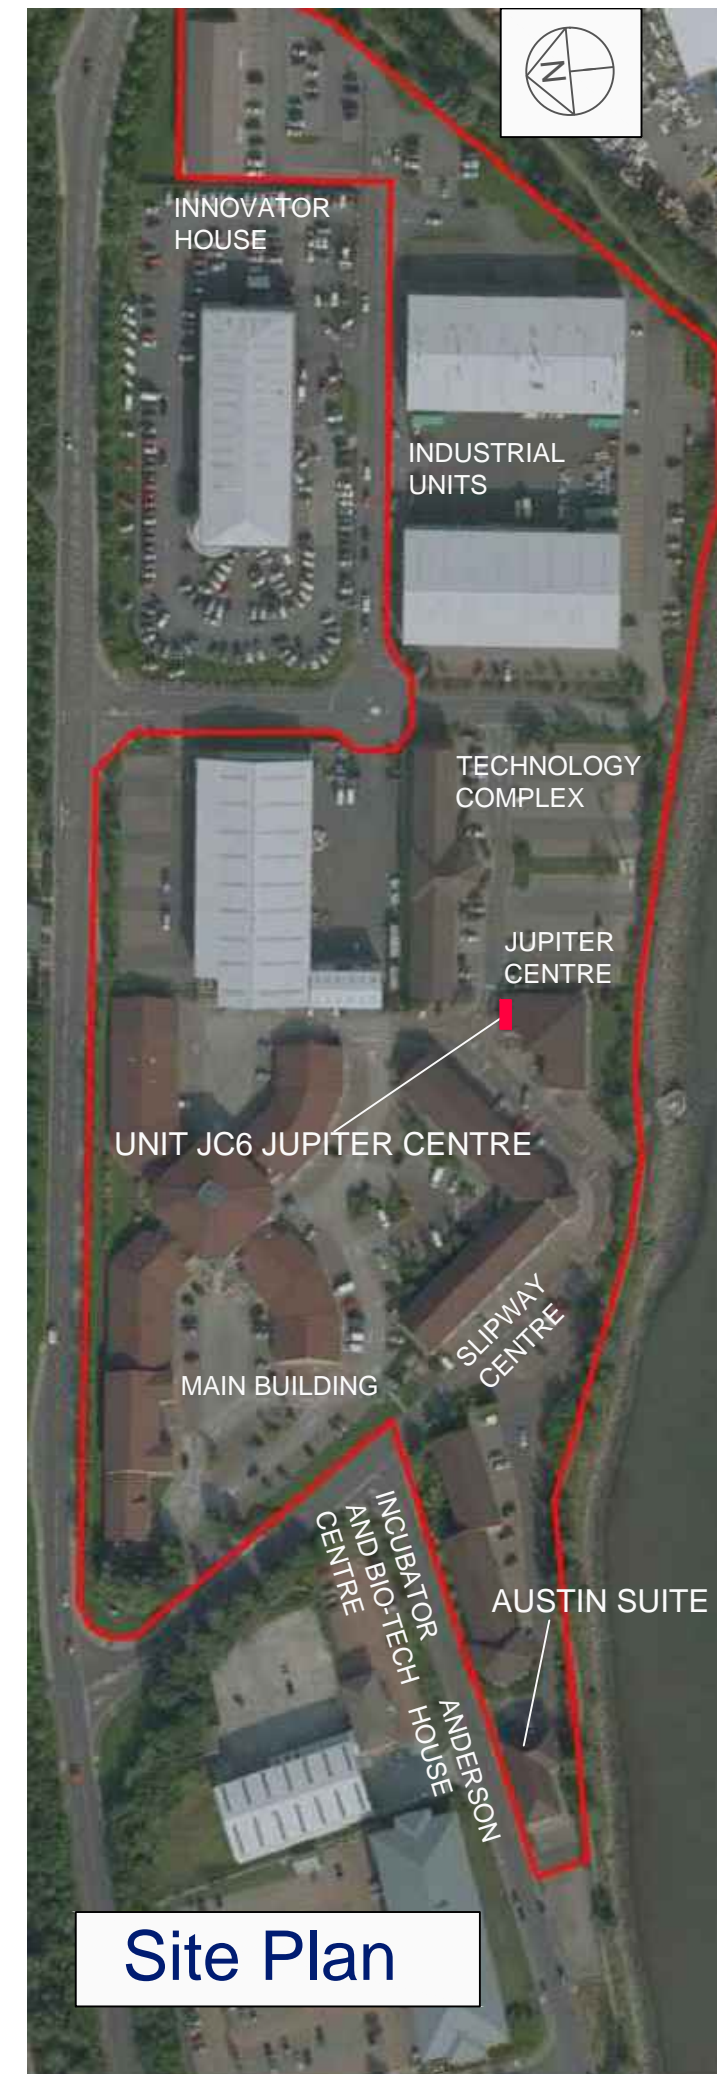 N
INNOVATOR
HOUSE
INDUSTRIAL
UNITS
TECHNOLOGY
COMPLEX
JUPITER
CENTRE
UNIT JC6 JUPITER CENTRE
SLIPWAY
CENTRE
MAIN BUILDING
INCUBATOR
AND BIO-TECH
CENTRE
AUSTIN SUITE
ANDERSON
HOUSE
Site Plan